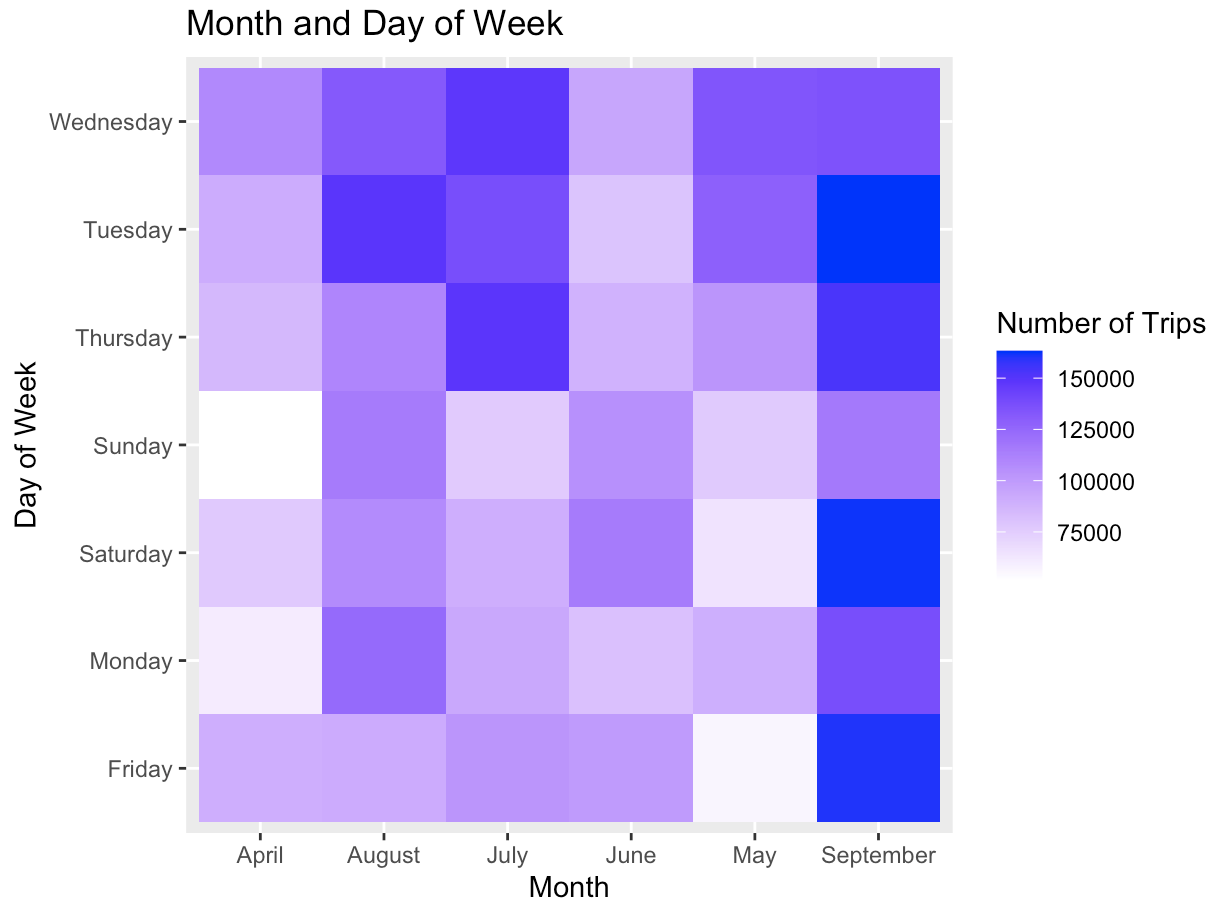 Month and Day of Week
Wednesday
Tuesday
Thursday
Sunday
Saturday
Monday
Friday
Day of Week
April August July June May September
Month
Number of Trips
150000
125000
100000
75000